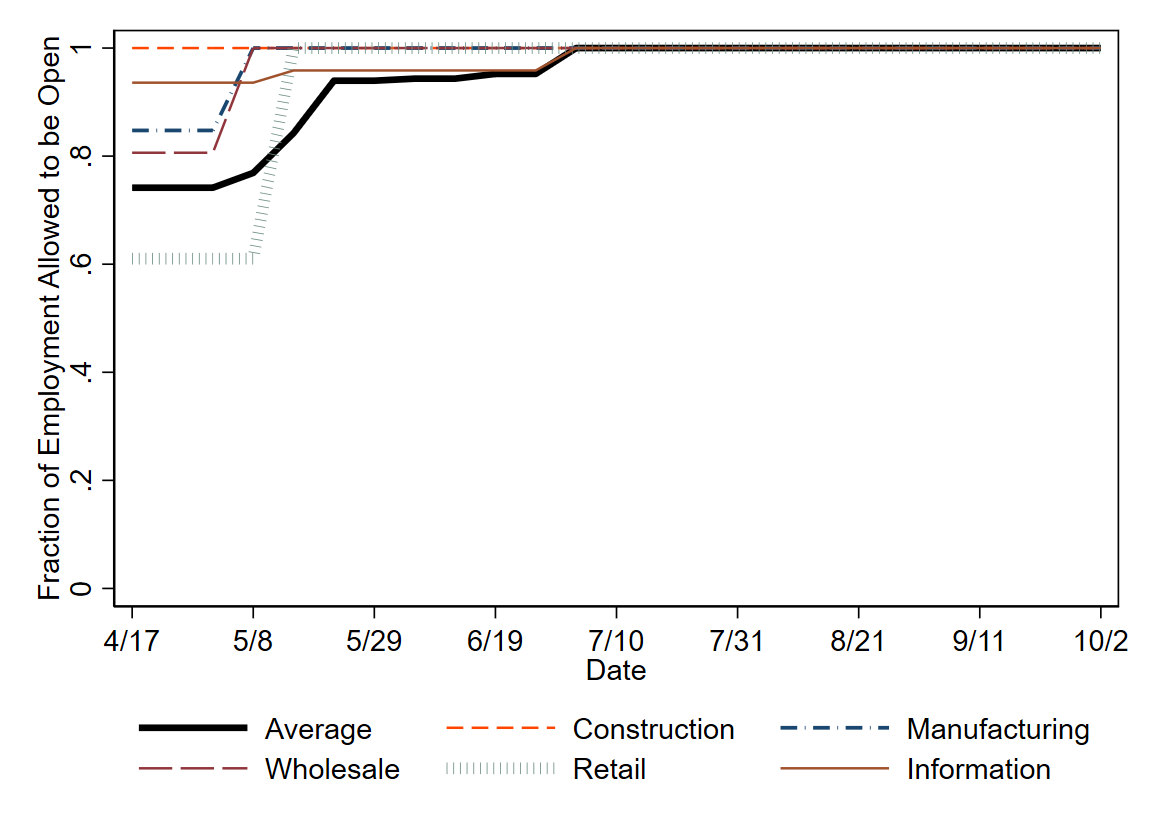 Fraction of Employment Allowed to be Open
1
.8
.6
.4
.2
0
4/17 5/8 5/29 6/19 7/10 7/31 8/21 9/11 10/2
Date
Average Construction Manufacturing
Wholesale Retail Information